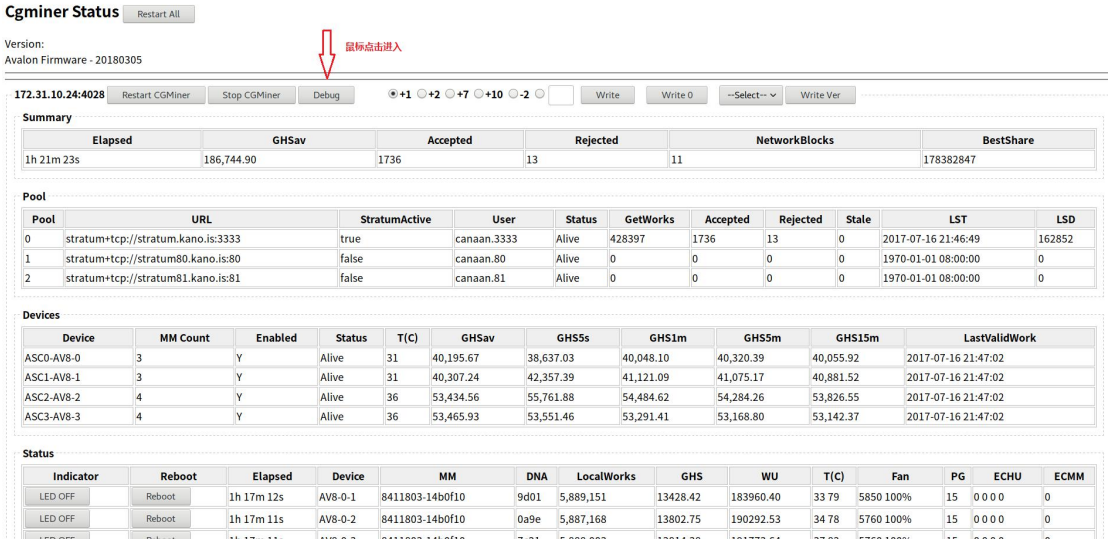 Cgminer Status Restart All
Version:
鼠标点击进入
Avalon Firmware - 20180305
172.31.10.24:4028 Restart CGMiner Stop CGMiner Debug +1 +2 +7 +10 -2 Write Write 0 --Select-- Write Ver
Summary
Elapsed GHSav Accepted Rejected NetworkBlocks BestShare
1h 21m 23s 186,744.90 1736 13 11 178382847
Pool
Pool URL StratumActive User Status GetWorks Accepted Rejected Stale LST LSD
0 stratum+tcp://stratum.kano.is:3333 true canaan.3333 Alive 428397 1736 13 0 2017-07-16 21:46:49 162852
1 stratum+tcp://stratum80.kano.is:80 false canaan.80 Alive 0 0 0 0 1970-01-01 08:00:00 0
2 stratum+tcp://stratum81.kano.is:81 false canaan.81 Alive 0 0 0 0 1970-01-01 08:00:00 0
Devices
Device MM Count Enabled Status T(C) GHSav GHS5s GHS1m GHS5m GHS15m LastValidWork
ASC0-AV8-0 3 Y Alive 31 40,195.67 38,637.03 40,048.10 40,320.39 40,055.92 2017-07-16 21:47:02
ASC1-AV8-1 3 Y Alive 31 40,307.24 42,357.39 41,121.09 41,075.17 40,881.52 2017-07-16 21:47:02
ASC2-AV8-2 4 Y Alive 36 53,434.56 55,761.88 54,484.62 54,284.26 53,826.55 2017-07-16 21:47:02
ASC3-AV8-3 4 Y Alive 36 53,465.93 53,551.46 53,291.41 53,168.80 53,142.37 2017-07-16 21:47:02
Status
Indicator Reboot Elapsed Device MM DNA LocalWorks GHS WU T(C) Fan PG ECHU ECMM
LED OFF Reboot 1h 17m 12s AV8-0-1 8411803-14b0f10 9d01 5,889,151 13428.42 183960.40 33 79 5850 100% 15 0 0 0 0 0
LED OFF Reboot 1h 17m 11s AV8-0-2 8411803-14b0f10 0a9e 5,887,168 13802.75 190292.53 34 78 5760 100% 15 0 0 0 0 0